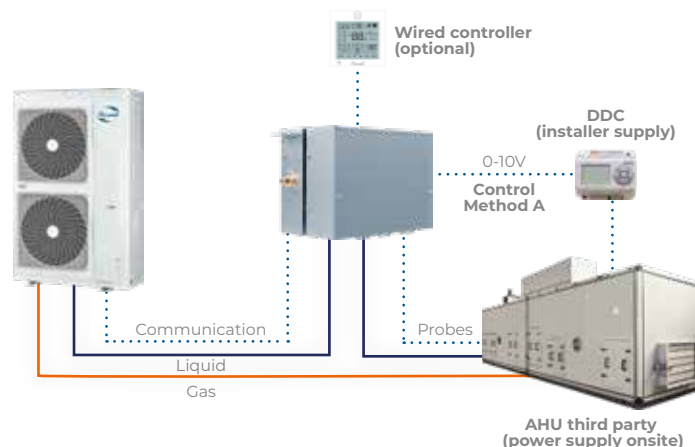 Wired controller
(optional)
DDC
(installer supply)
0-10V
Control
Method A
Communication
Probes
Liquid
Gas
AHU third party
(power supply onsite)